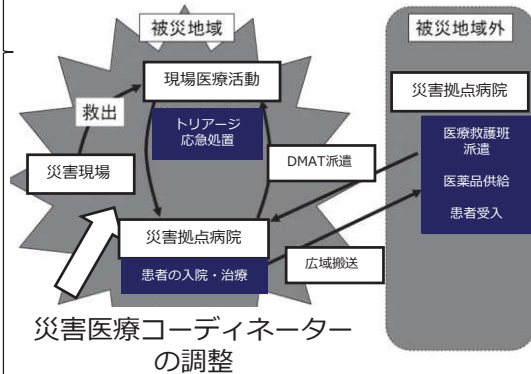 被災地域
被災地域外
現場医療活動
トリアージ
応急処置
救出
災害現場
DMAT派遣
災害拠点病院
患者の入院・治療
広域搬送
災害拠点病院
医療救護班
派遣
医薬品供給
患者受入
災害医療コーディネーター
の調整